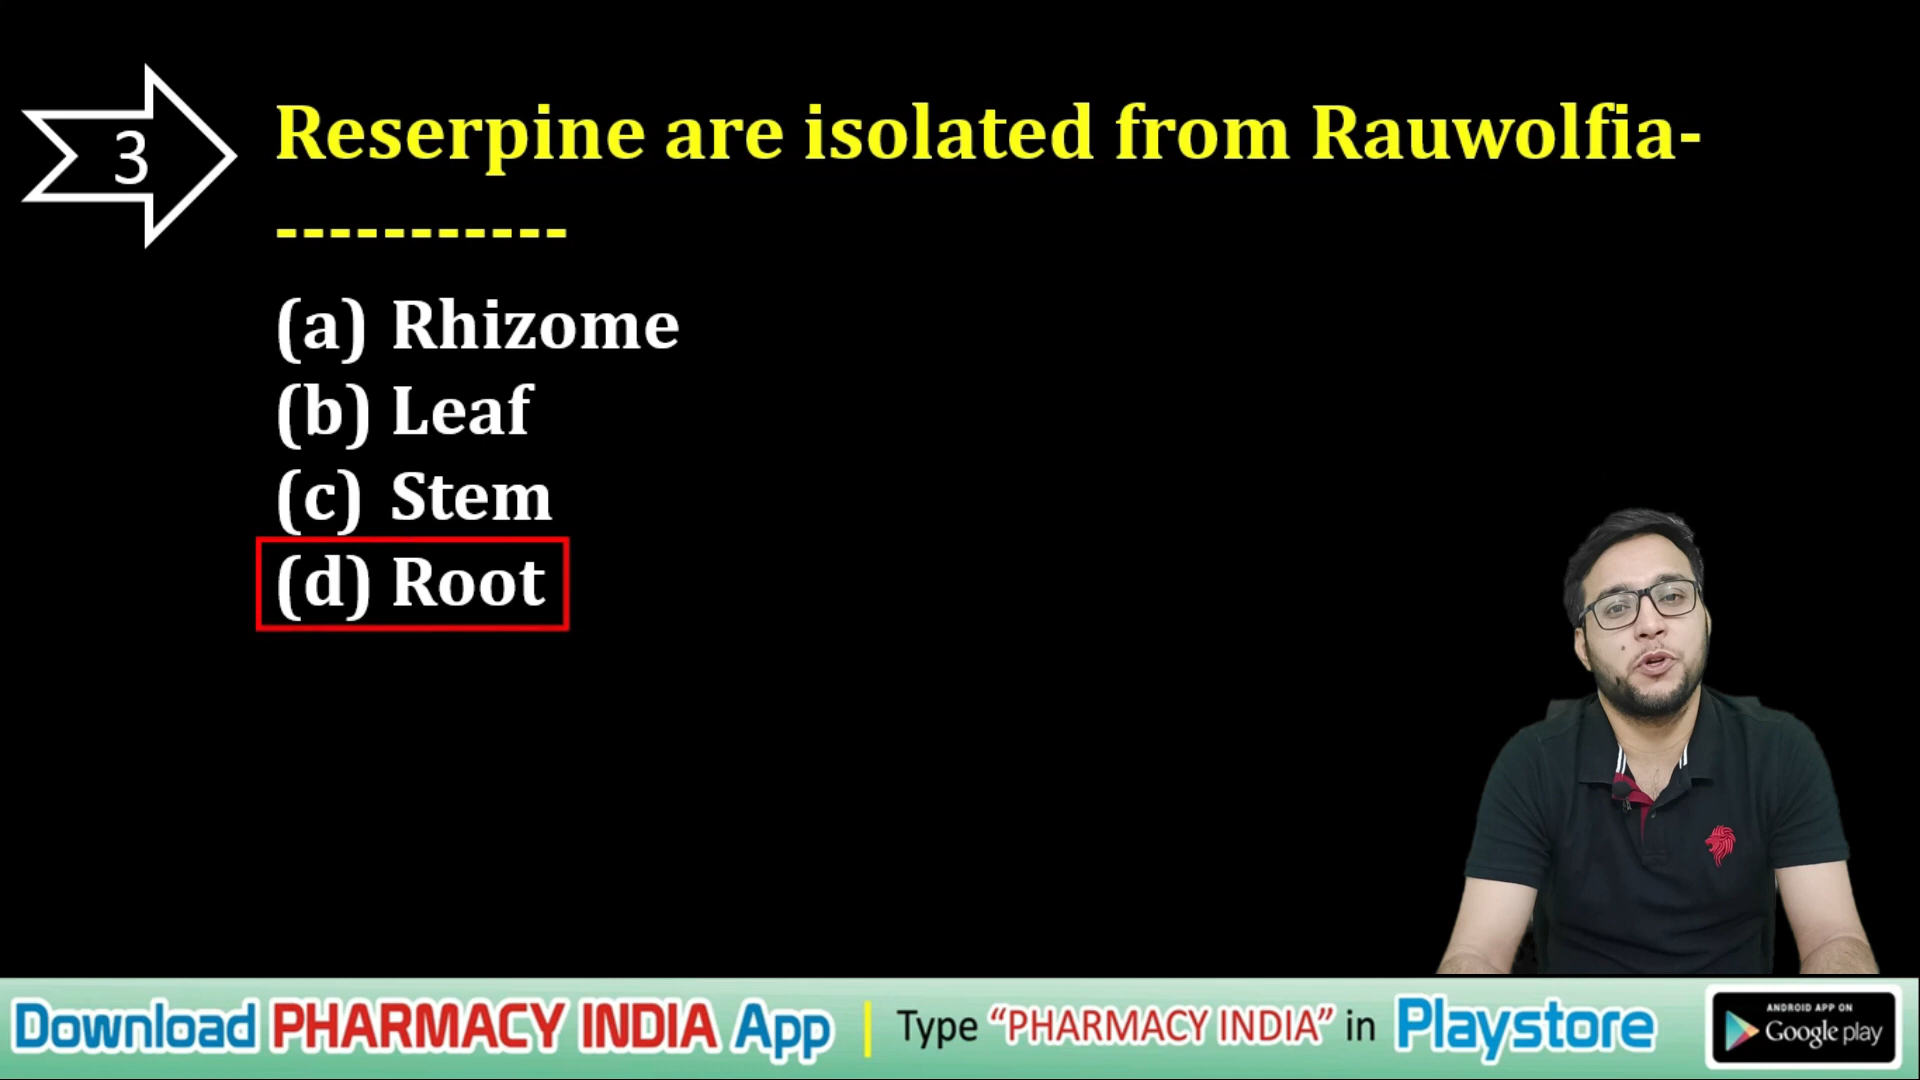 3
Reserpine are isolated from Rauwolfia-
-----------
(a) Rhizome
(b) Leaf
(c) Stem
(d) Root
Download PHARMACY INDIA App | Type “PHARMACY INDIA” in Playstore
ANDROID APP ON
Google play